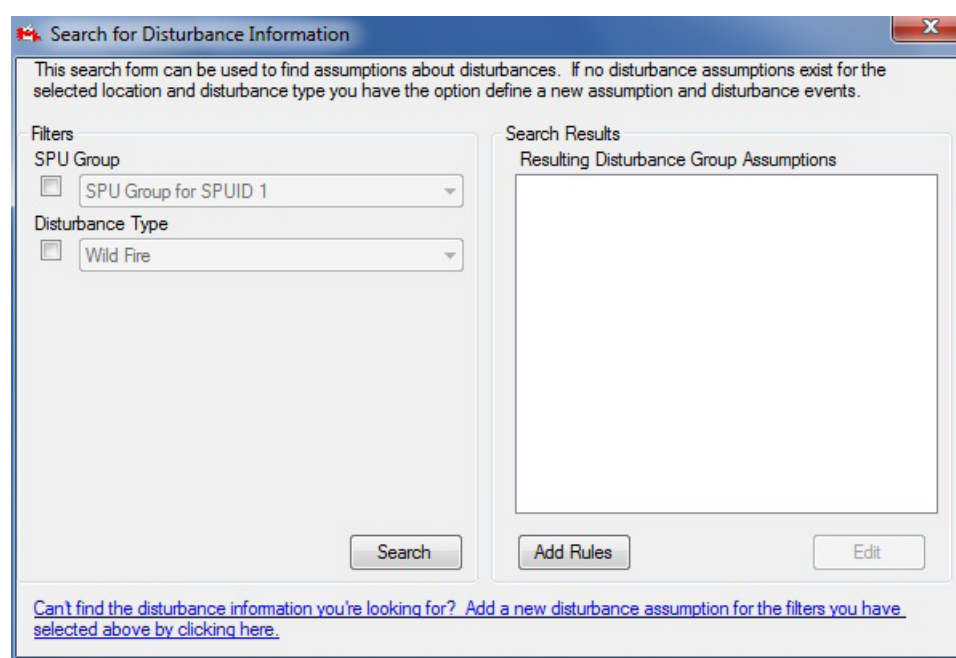 Search for Disturbance Information
X
This search form can be used to find assumptions about disturbances. If no disturbance assumptions exist for the
selected location and disturbance type you have the option define a new assumption and disturbance events.
Filters
SPU Group
SPU Group for SPUID 1
Disturbance Type
Wild Fire
Search
Search Results
Resulting Disturbance Group Assumptions
Add Rules
Edit
Can't find the disturbance information you're looking for? Add a new disturbance assumption for the filters you have
selected above by clicking here.